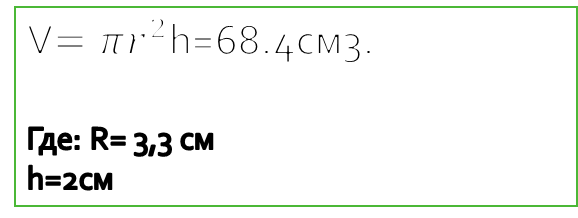 V= πr²h=68.4см3.
Где: R= 3,3 см
h=2см